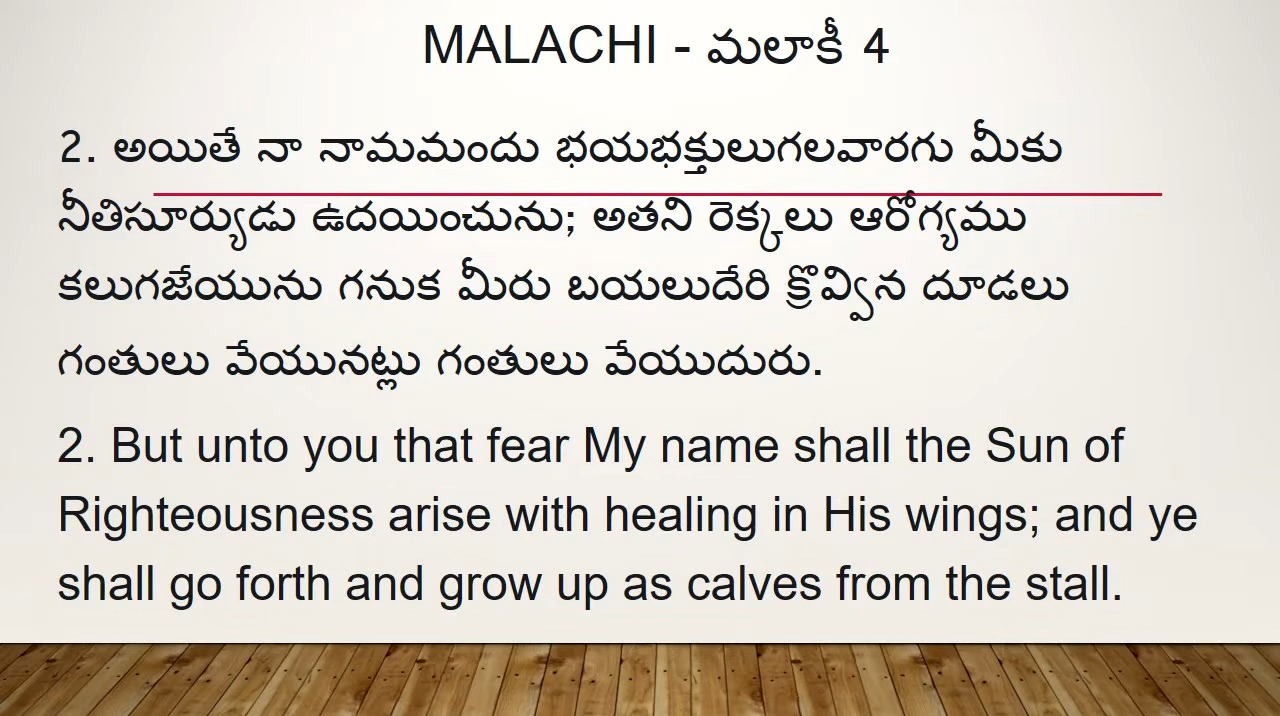 MALACHI - మలాకీ 4
2. అయితే నా నామమందు భయభక్తులుగలవారగు మీకు
నీతిసూర్యుడు ఉదయించును; అతని రెక్కలు ఆరోగ్యము
కలుగజేయును గనుక మీరు బయలుదేరి క్రొవ్విన దూడలు
గంతులు వేయునట్లు గంతులు వేయుదురు.
2. But unto you that fear My name shall the Sun of
Righteousness arise with healing in His wings; and ye
shall go forth and grow up as calves from the stall.